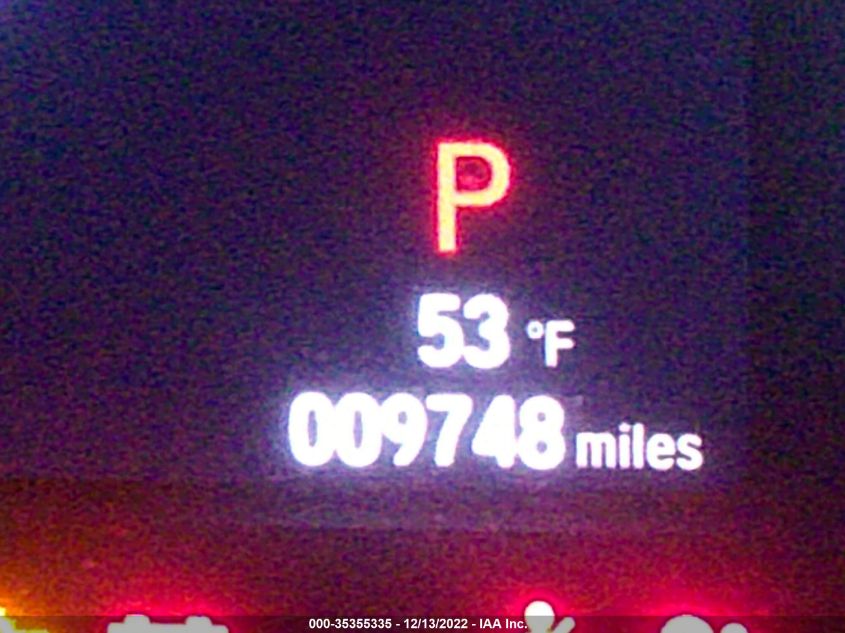 P
53 °F
009748 miles
000-35355335 - 12/13/2022 - IAA Inc.